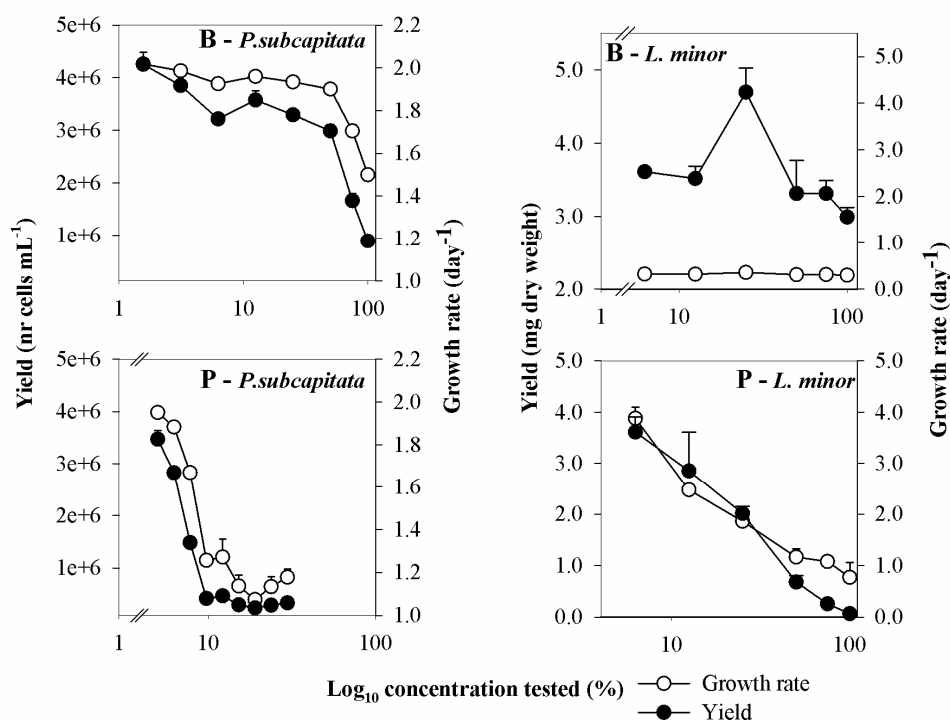 B - P.subcapitata
5e+6
4e+6
3e+6
2e+6
1e+6
2.2
2.0
1.8
1.6
1.4
1.2
1.0
1
10
100
B - L. minor
5.0
4.0
3.0
2.0
5.0
4.0
3.0
2.0
1.0
0.0
1
10
100
P - P.subcapitata
5e+6
4e+6
3e+6
2e+6
1e+6
2.2
2.0
1.8
1.6
1.4
1.2
1.0
1
10
100
P - L. minor
5.0
4.0
3.0
2.0
1.0
0.0
5.0
4.0
3.0
2.0
1.0
0.0
10
100
Yield (nr cells mL⁻¹)
Growth rate (day⁻¹)
Yield (mg dry weight)
Growth rate (day⁻¹)
Log₁₀ concentration tested (%)
Growth rate
Yield